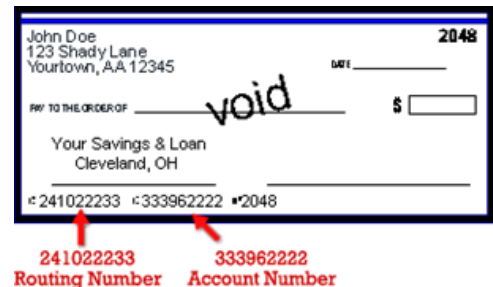 John Doe 2048
123 Shady Lane
Yourtown, AA 12345
DATE
void
PAY TO THE ORDER OF $
Your Savings & Loan
Cleveland, OH
⑆241022233 ⑆333962222 ⑈2048
241022233 333962222
Routing Number Account Number